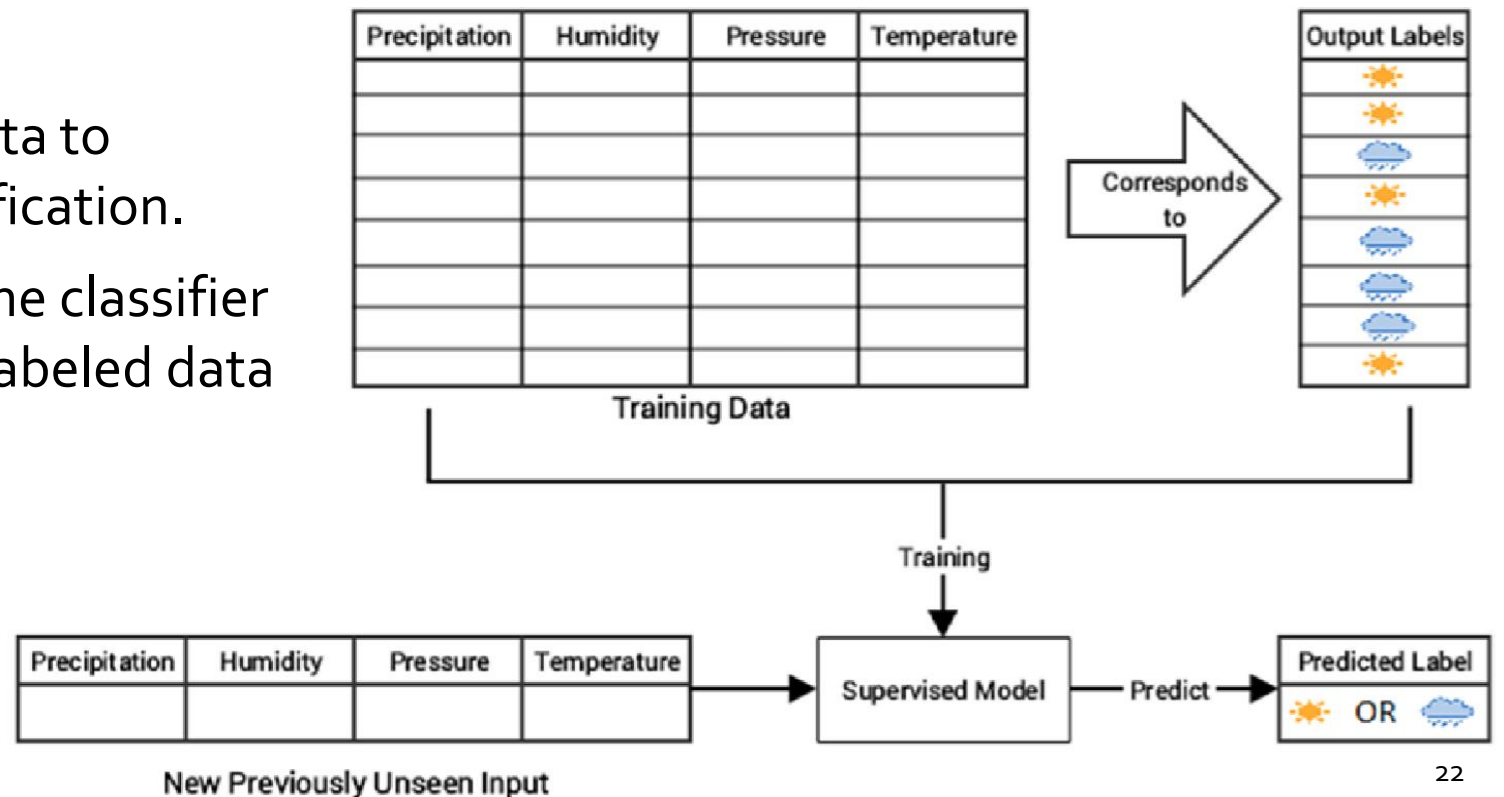 ta to
fication.
ne classifier
abeled data
Precipitation Humidity Pressure Temperature
Corresponds
to
Output Labels
Training Data
Training
Precipitation Humidity Pressure Temperature
Supervised Model
Predict
Predicted Label
OR
New Previously Unseen Input
22